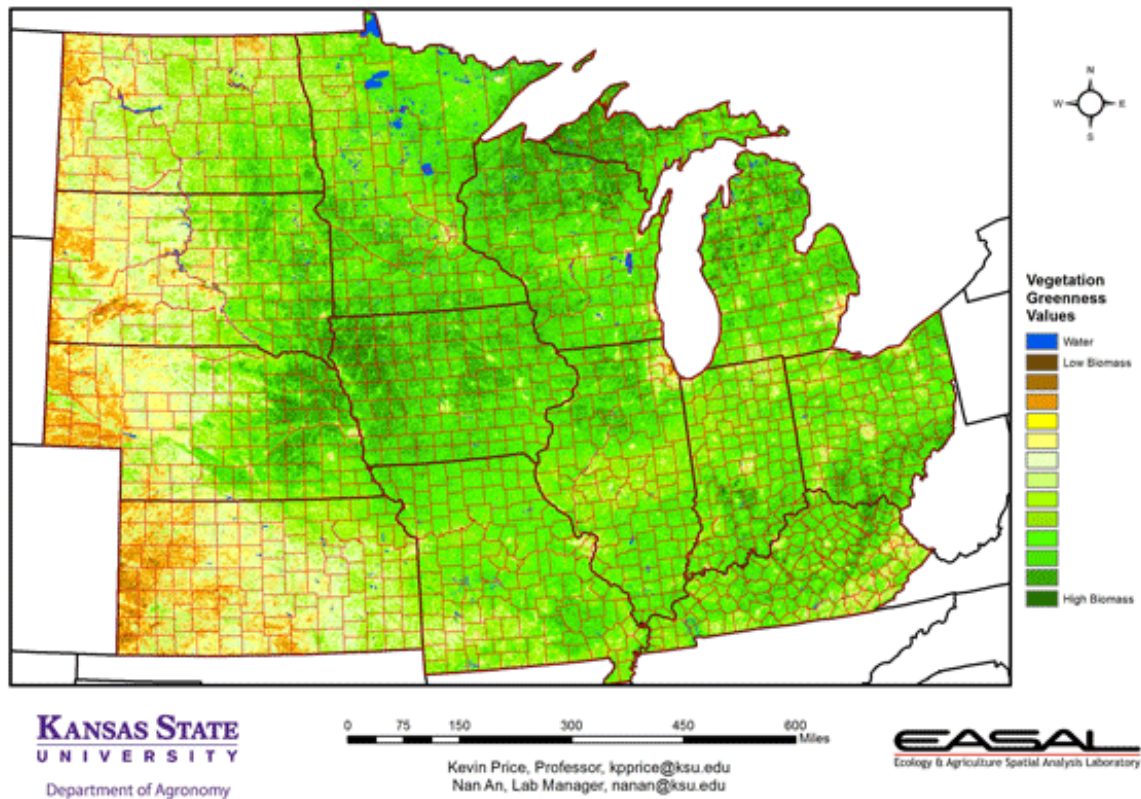 N
W E
S
Vegetation
Greenness
Values
Water
Low Biomass
High Biomass
KANSAS STATE
UNIVERSITY
Department of Agronomy
0 75 150 300 450 600
Miles
Kevin Price, Professor, kpprice@ksu.edu
Nan An, Lab Manager, nanan@ksu.edu
EASAL
Ecology & Agriculture Spatial Analysis Laboratory